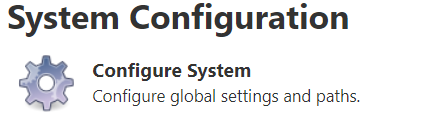 System Configuration
Configure System
Configure global settings and paths.